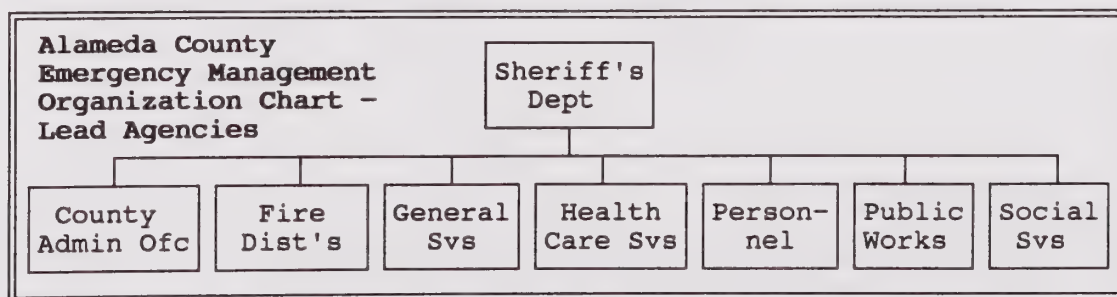 Alameda County
Emergency Management
Organization Chart -
Lead Agencies
Sheriff's
Dept
County
Admin Ofc
Fire
Dist's
General
Svs
Health
Care Svs
Person-
nel
Public
Works
Social
Svs